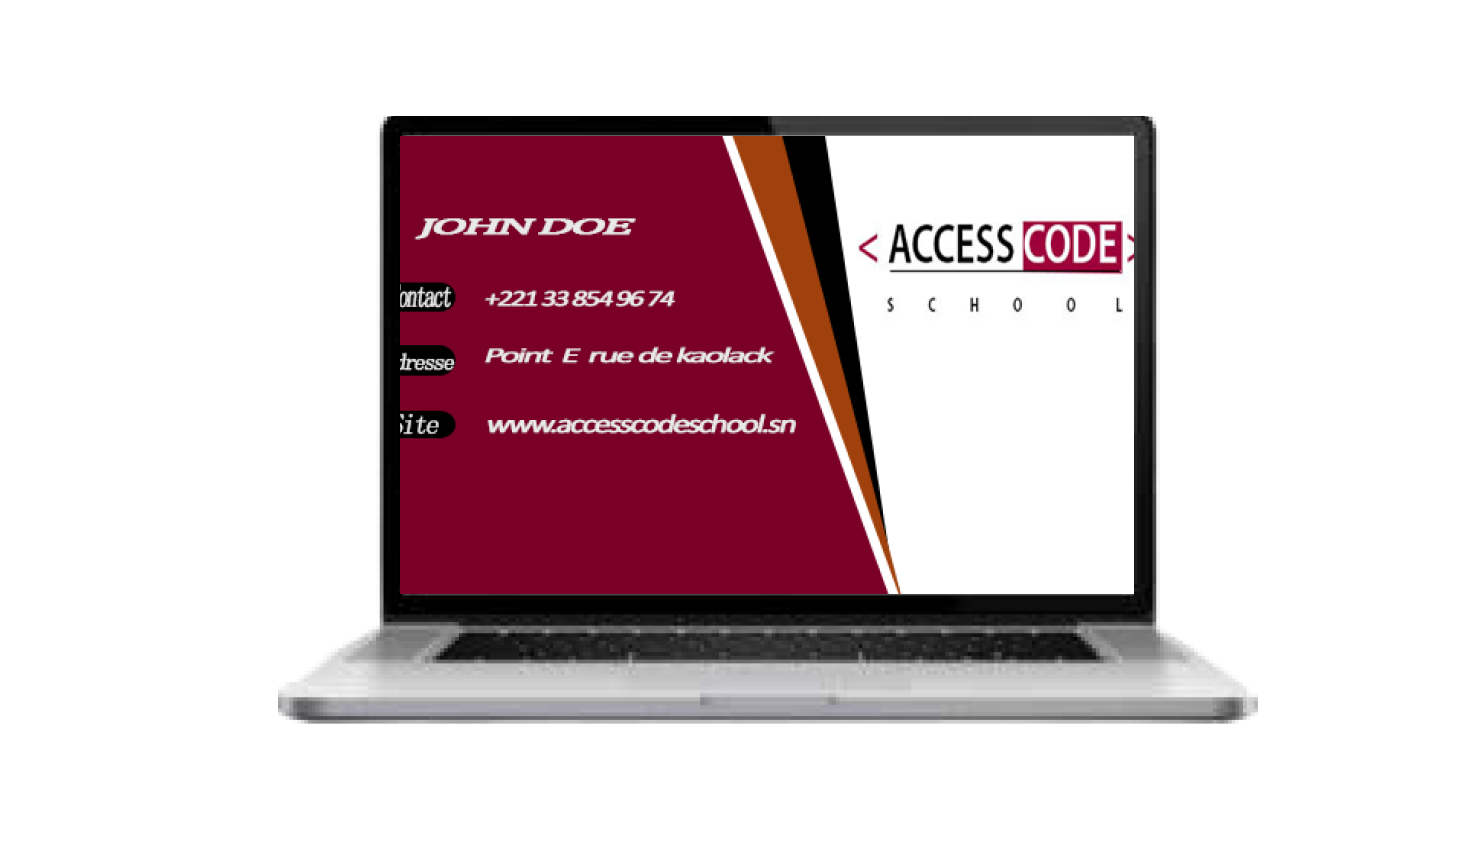 JOHN DOE
ontact +221 33 854 96 74
dresse Point E rue de kaolack
Site www.accesscodeschool.sn
< ACCESS CODE >
SCHOOL